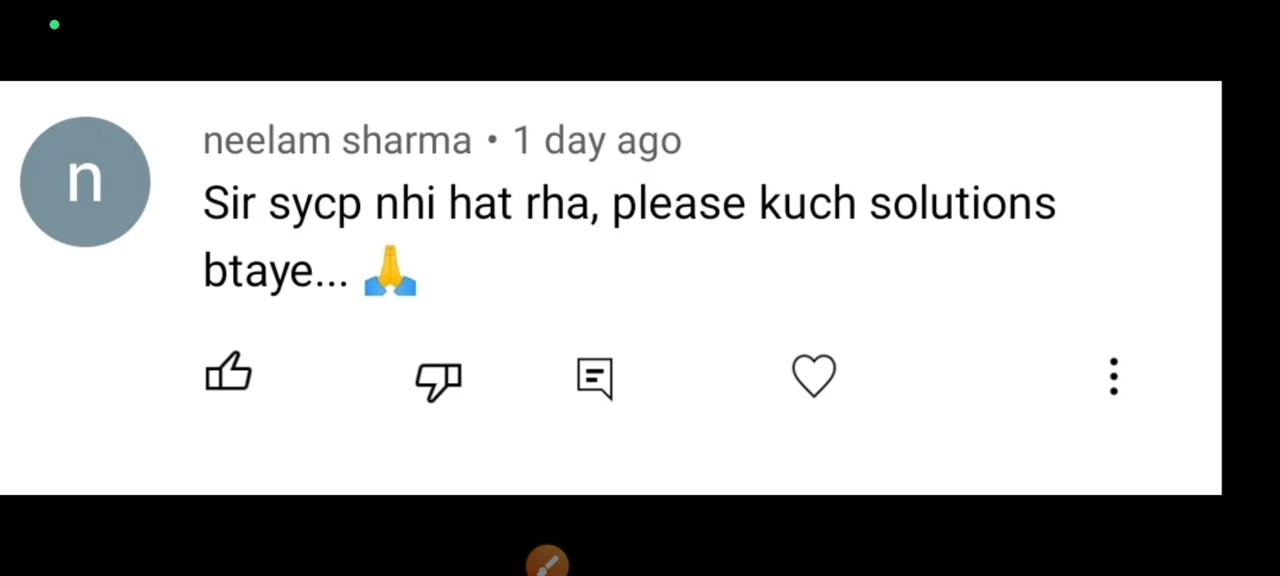 n
neelam sharma • 1 day ago
Sir sycp nhi hat rha, please kuch solutions
btaye... 🙏